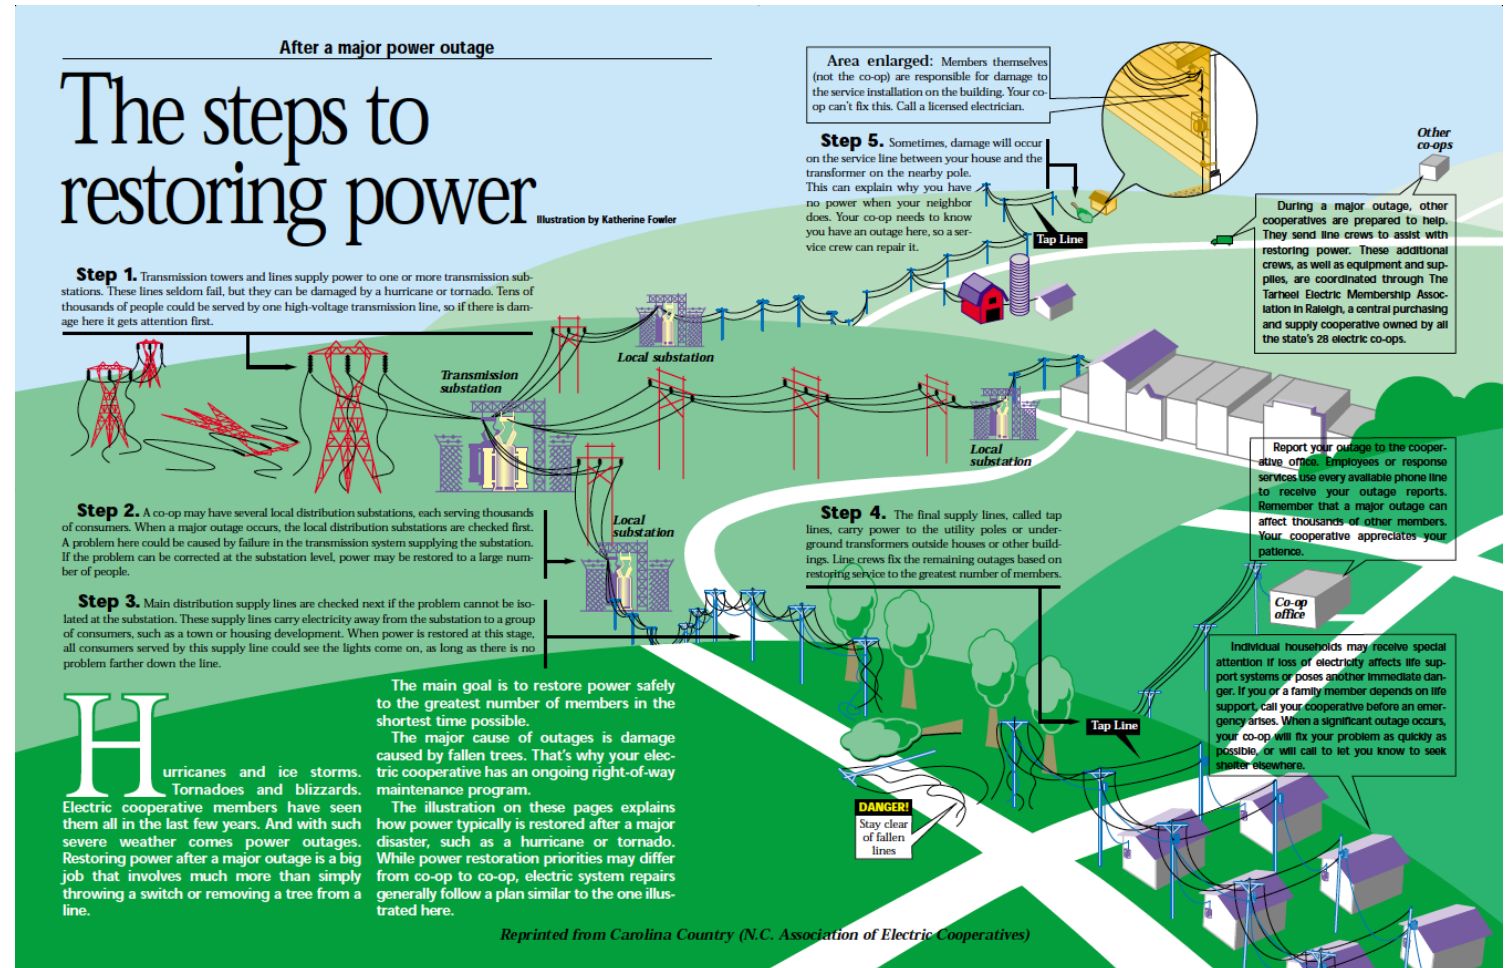 After a major power outage
The steps to
restoring power
Illustration by Katherine Fowler
Step 1. Transmission towers and lines supply power to one or more transmission sub-
stations. These lines seldom fail, but they can be damaged by a hurricane or tornado. Tens of
thousands of people could be served by one high-voltage transmission line, so if there is dam-
age here it gets attention first.
Transmission
substation
Local substation
Local
substation
Local
substation
Step 2. A co-op may have several local distribution substations, each serving thousands
of consumers. When a major outage occurs, the local distribution substations are checked first.
A problem here could be caused by failure in the transmission system supplying the substation.
If the problem can be corrected at the substation level, power may be restored to a large num-
ber of people.
Step 3. Main distribution supply lines are checked next if the problem cannot be iso-
lated at the substation. These supply lines carry electricity away from the substation to a group
of consumers, such as a town or housing development. When power is restored at this stage,
all consumers served by this supply line could see the lights come on, as long as there is no
problem farther down the line.
Hurricanes and ice storms.
Tornadoes and blizzards.
Electric cooperative members have seen
them all in the last few years. And with such
severe weather comes power outages.
Restoring power after a major outage is a big
job that involves much more than simply
throwing a switch or removing a tree from a
line.
The main goal is to restore power safely
to the greatest number of members in the
shortest time possible.
The major cause of outages is damage
caused by fallen trees. That's why your elec-
tric cooperative has an ongoing right-of-way
maintenance program.
The illustration on these pages explains
how power typically is restored after a major
disaster, such as a hurricane or tornado.
While power restoration priorities may differ
from co-op to co-op, electric system repairs
generally follow a plan similar to the one illus-
trated here.
Area enlarged: Members themselves
(not the co-op) are responsible for damage to
the service installation on the building. Your co-
op can't fix this. Call a licensed electrician.
Step 5. Sometimes, damage will occur
on the service line between your house and the
transformer on the nearby pole.
This can explain why you have
no power when your neighbor
does. Your co-op needs to know
you have an outage here, so a ser-
vice crew can repair it.
Tap Line
Other
co-ops
During a major outage, other
cooperatives are prepared to help.
They send line crews to assist with
restoring power. These additional
crews, as well as equipment and sup-
plies, are coordinated through The
Tarheel Electric Membership Assoc-
iation in Raleigh, a central purchasing
and supply cooperative owned by all
the state's 28 electric co-ops.
Report your outage to the cooper-
ative office. Employees or response
services use every available phone line
to receive your outage reports.
Remember that a major outage can
affect thousands of other members.
Your cooperative appreciates your
patience.
Step 4. The final supply lines, called tap
lines, carry power to the utility poles or under-
ground transformers outside houses or other build-
ings. Line crews fix the remaining outages based on
restoring service to the greatest number of members.
Co-op
office
Individual households may receive special
attention if loss of electricity affects life sup-
port systems or poses another immediate dan-
ger. If you or a family member depends on life
support, call your cooperative before an emer-
gency arises. When a significant outage occurs,
your co-op will fix your problem as quickly as
possible, or will call to let you know to seek
shelter elsewhere.
Tap Line
DANGER!
Stay clear
of fallen
lines
Reprinted from Carolina Country (N.C. Association of Electric Cooperatives)